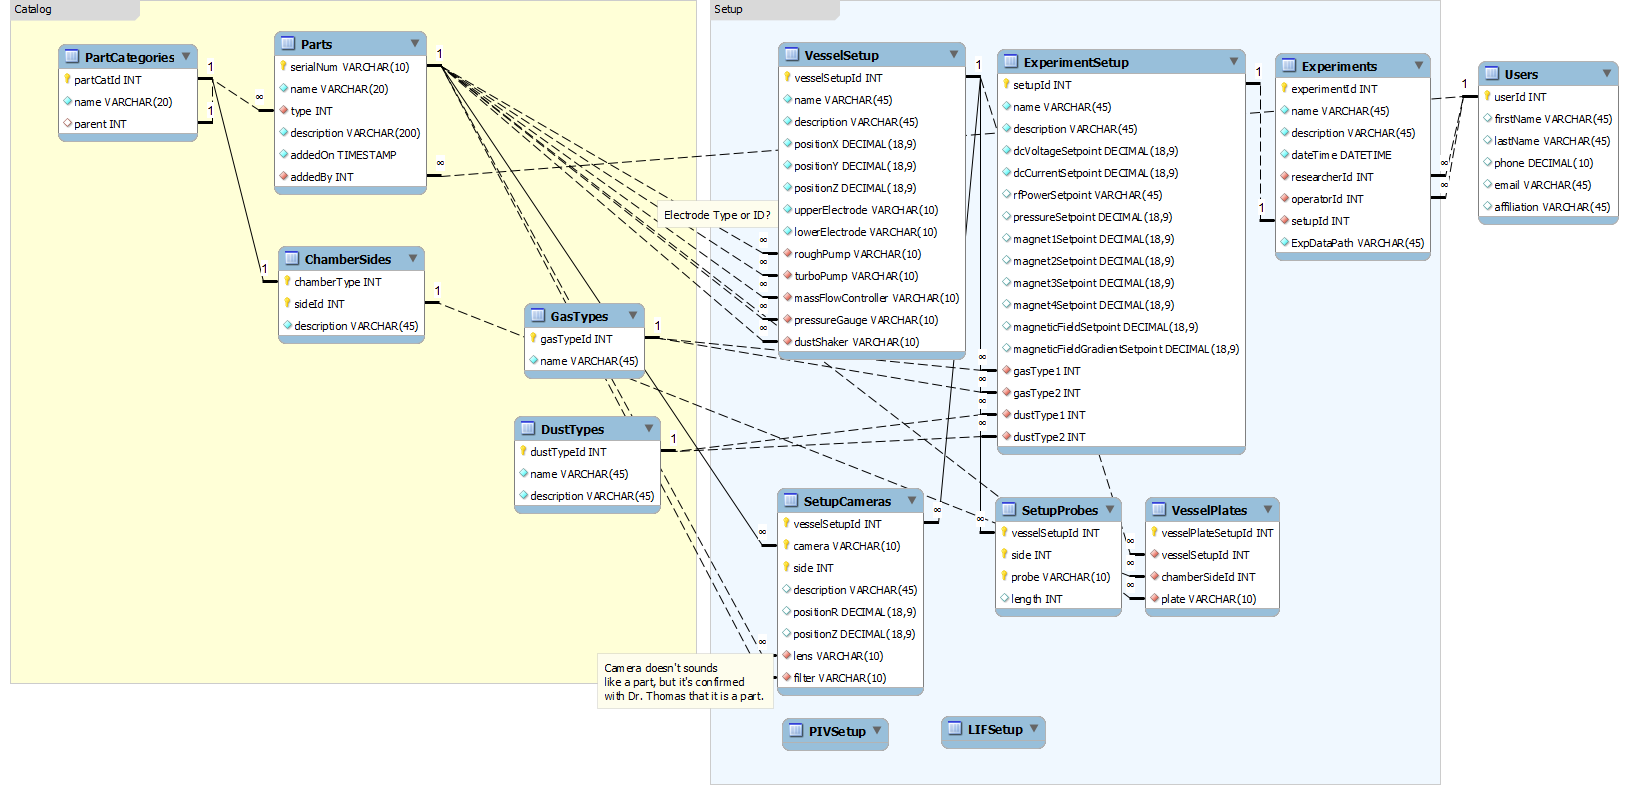 Catalog
Setup
PartCategories
partCatId INT
name VARCHAR(20)
parent INT
1
1
∞
Parts
serialNum VARCHAR(10)
name VARCHAR(20)
type INT
description VARCHAR(200)
addedOn TIMESTAMP
addedBy INT
1
∞
ChamberSides
chamberType INT
sideId INT
description VARCHAR(45)
1
1
GasTypes
gasTypeId INT
name VARCHAR(45)
1
DustTypes
dustTypeId INT
name VARCHAR(45)
description VARCHAR(45)
1
Electrode Type or ID?
Camera doesn't sounds
like a part, but it's confirmed
with Dr. Thomas that it is a part.
VesselSetup
vesselSetupId INT
name VARCHAR(45)
description VARCHAR(45)
positionX DECIMAL(18,9)
positionY DECIMAL(18,9)
positionZ DECIMAL(18,9)
upperElectrode VARCHAR(10)
lowerElectrode VARCHAR(10)
roughPump VARCHAR(10)
turboPump VARCHAR(10)
massFlowController VARCHAR(10)
pressureGauge VARCHAR(10)
dustShaker VARCHAR(10)
∞
∞
∞
∞
∞
1
ExperimentSetup
setupId INT
name VARCHAR(45)
description VARCHAR(45)
dcVoltageSetpoint DECIMAL(18,9)
dcCurrentSetpoint DECIMAL(18,9)
rfPowerSetpoint VARCHAR(45)
pressureSetpoint DECIMAL(18,9)
magnet1Setpoint DECIMAL(18,9)
magnet2Setpoint DECIMAL(18,9)
magnet3Setpoint DECIMAL(18,9)
magnet4Setpoint DECIMAL(18,9)
magneticFieldSetpoint DECIMAL(18,9)
magneticFieldGradientSetpoint DECIMAL(18,9)
gasType1 INT
gasType2 INT
dustType1 INT
dustType2 INT
∞
∞
∞
∞
1
1
Experiments
experimentId INT
name VARCHAR(45)
description VARCHAR(45)
dateTime DATETIME
researcherId INT
operatorId INT
setupId INT
ExpDataPath VARCHAR(45)
∞
∞
1
Users
userId INT
firstName VARCHAR(45)
lastName VARCHAR(45)
phone DECIMAL(10)
email VARCHAR(45)
affiliation VARCHAR(45)
SetupCameras
vesselSetupId INT
camera VARCHAR(10)
side INT
description VARCHAR(45)
positionR DECIMAL(18,9)
positionZ DECIMAL(18,9)
lens VARCHAR(10)
filter VARCHAR(10)
∞
∞
∞
SetupProbes
vesselSetupId INT
side INT
probe VARCHAR(10)
length INT
∞
VesselPlates
vesselPlateSetupId INT
vesselSetupId INT
chamberSideId INT
plate VARCHAR(10)
∞
∞
∞
PIVSetup
LIFSetup